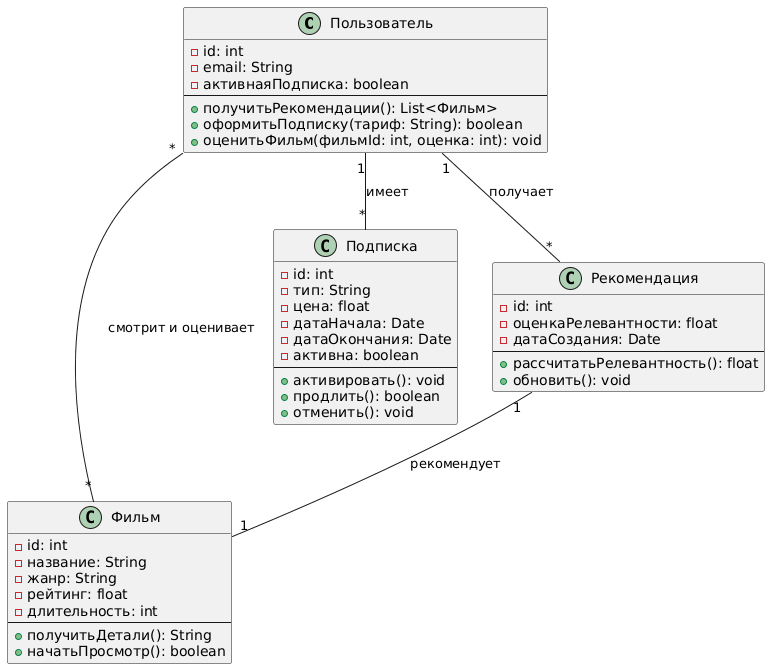 C Пользователь
id: int
email: String
активнаяПодписка: boolean
получитьРекомендации(): List<Фильм>
оформитьПодписку(тариф: String): boolean
оценитьФильм(фильмId: int, оценка: int): void
*
1
1
имеет
получает
*
*
C Подписка
id: int
тип: String
цена: float
датаНачала: Date
датаОкончания: Date
активна: boolean
активировать(): void
продлить(): boolean
отменить(): void
C Рекомендация
id: int
оценкаРелевантности: float
датаСоздания: Date
рассчитатьРелевантность(): float
обновить(): void
смотрит и оценивает
1
рекомендует
*
1
C Фильм
id: int
название: String
жанр: String
рейтинг: float
длительность: int
получитьДетали(): String
начатьПросмотр(): boolean